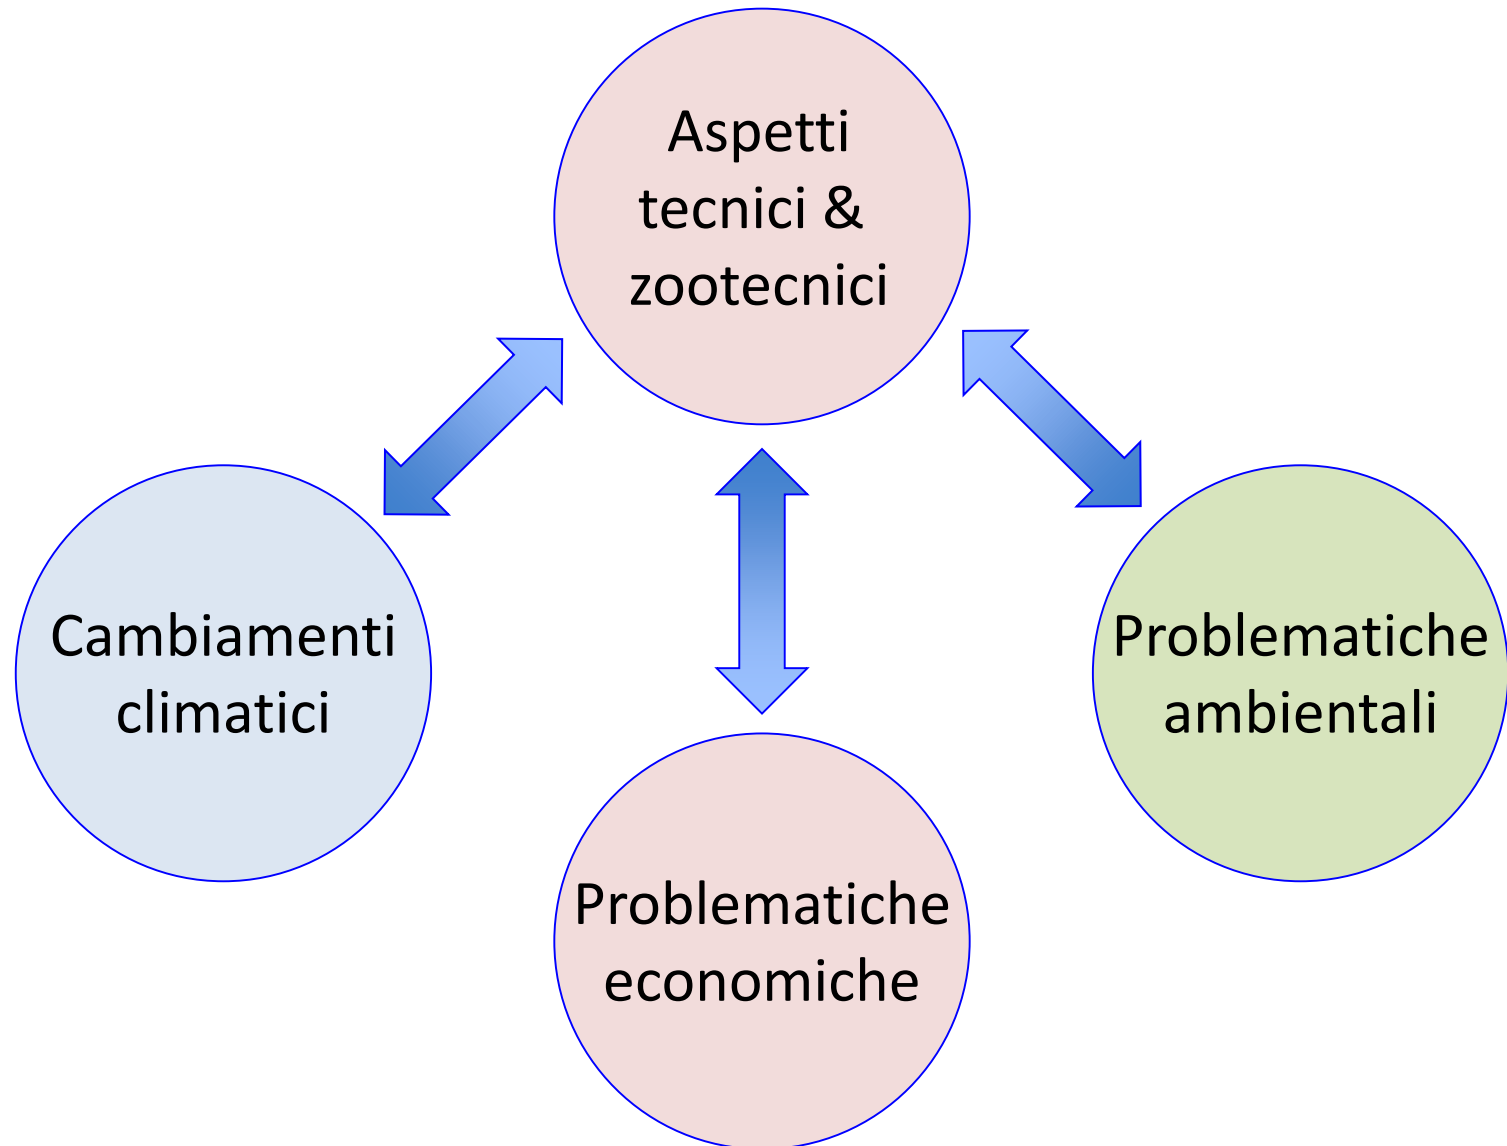 Aspetti
tecnici &
zootecnici
Cambiamenti
climatici
Problematiche
ambientali
Problematiche
economiche